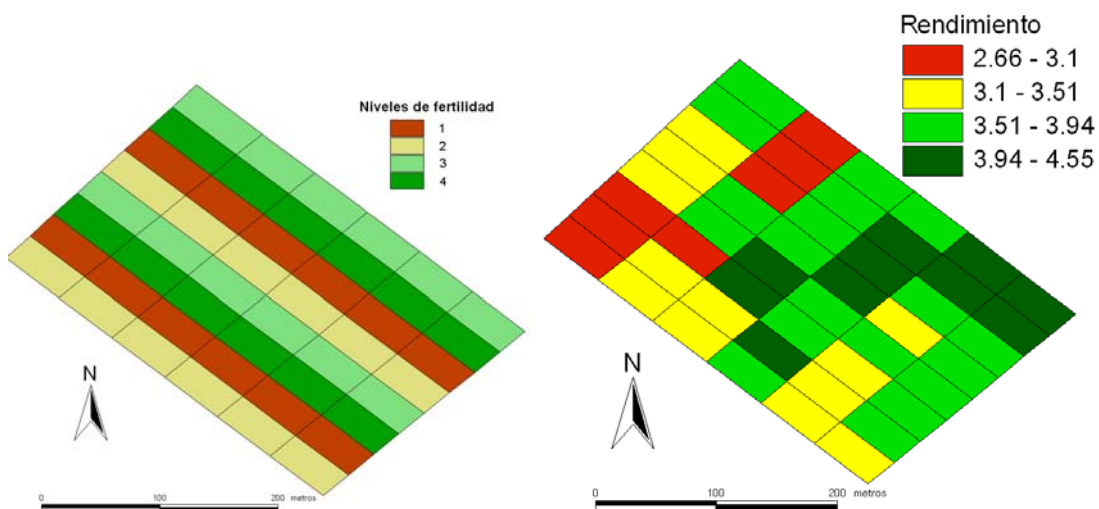 Niveles de fertilidad
1
2
3
4
N
0 100 200 metros
Rendimiento
2.66 - 3.1
3.1 - 3.51
3.51 - 3.94
3.94 - 4.55
N
0 100 200 metros